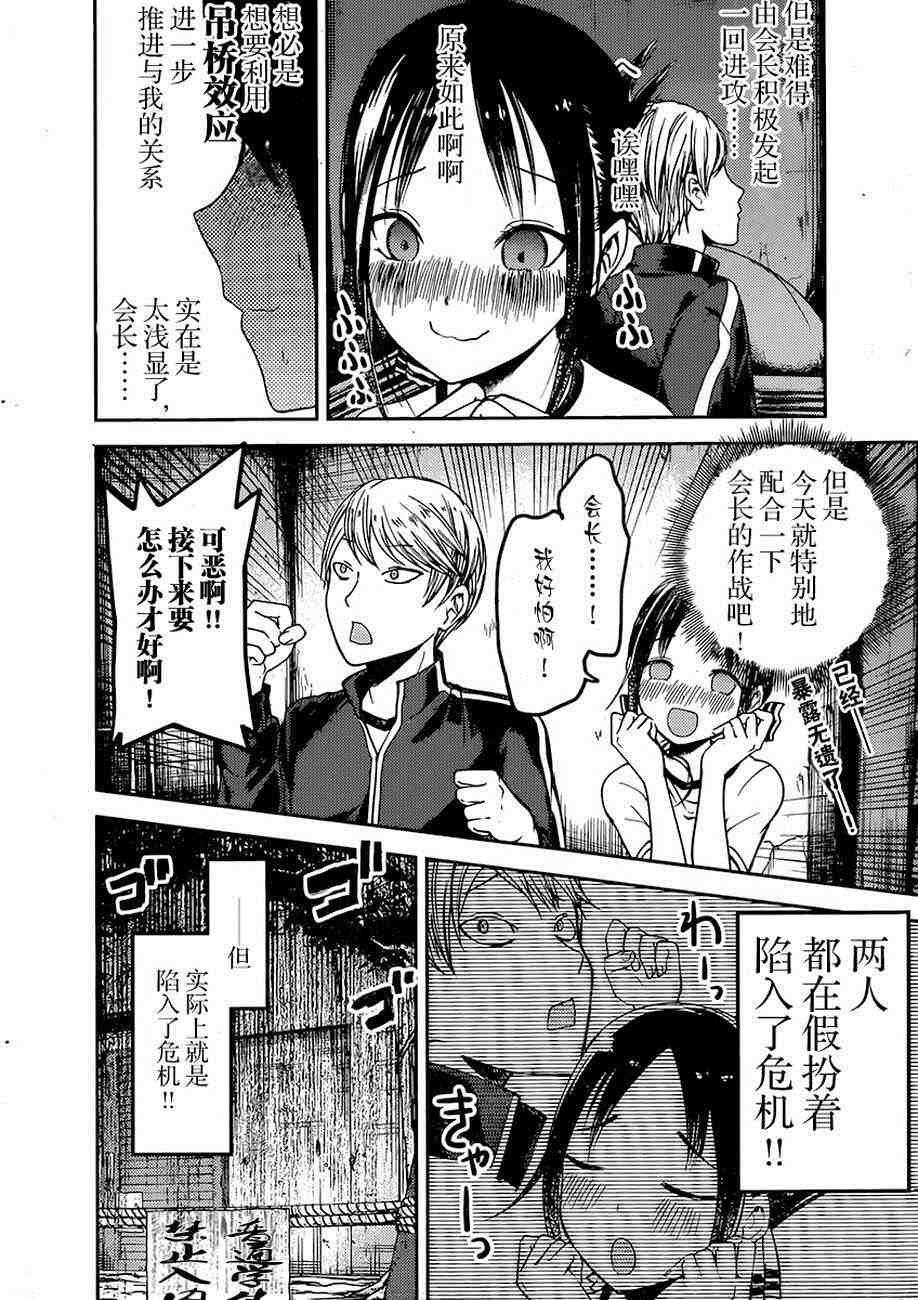 但是难得
由会长积极发起
一回进攻……
诶嘿嘿
原来如此啊啊
ふふ
ふふ
想必是
想要利用
吊桥效应
进一步
推进与我的关系
实在是
太浅显了，
会长……
但是
今天就特别地
配合一下
会长的作战吧！
已经——
暴露无遗了——！
会长……！
我好怕啊！
可恶啊！！
接下来要
怎么办才好啊！
两人
都在假扮着
陷入了危机！！
わーっ
きゃーっ
ゴゴ
——但
实际上就是
陷入了危机！！
禁止入